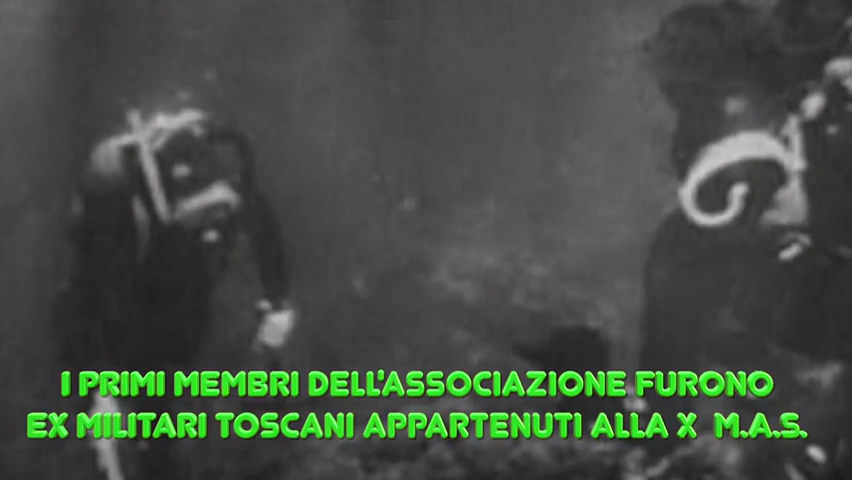 I PRIMI MEMBRI DELL'ASSOCIAZIONE FURONO
EX MILITARI TOSCANI APPARTENUTI ALLA X M.A.S.